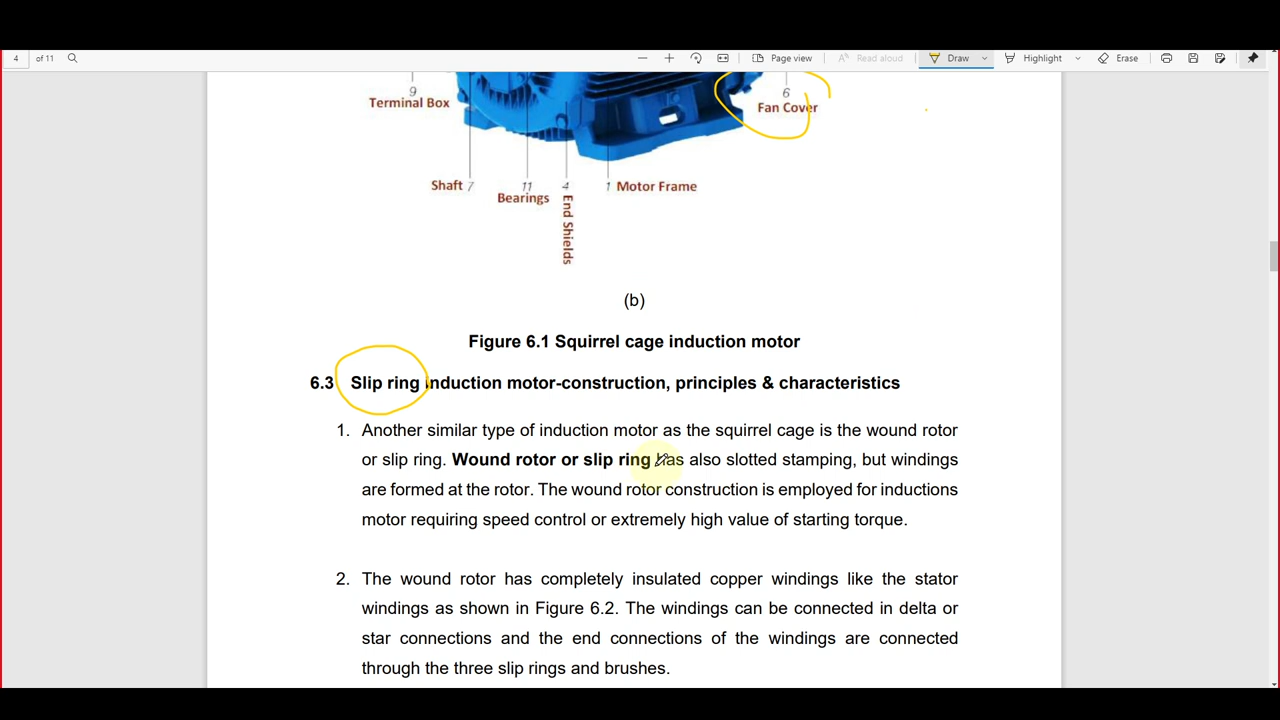 4 of 11 Page view Read aloud Draw Highlight Erase
9
Terminal Box
6
Fan Cover
Shaft 7
11
Bearings
4
End Shields
1 Motor Frame
(b)
Figure 6.1 Squirrel cage induction motor
6.3 Slip ring induction motor-construction, principles & characteristics
1. Another similar type of induction motor as the squirrel cage is the wound rotor
or slip ring. Wound rotor or slip ring has also slotted stamping, but windings
are formed at the rotor. The wound rotor construction is employed for inductions
motor requiring speed control or extremely high value of starting torque.
2. The wound rotor has completely insulated copper windings like the stator
windings as shown in Figure 6.2. The windings can be connected in delta or
star connections and the end connections of the windings are connected
through the three slip rings and brushes.